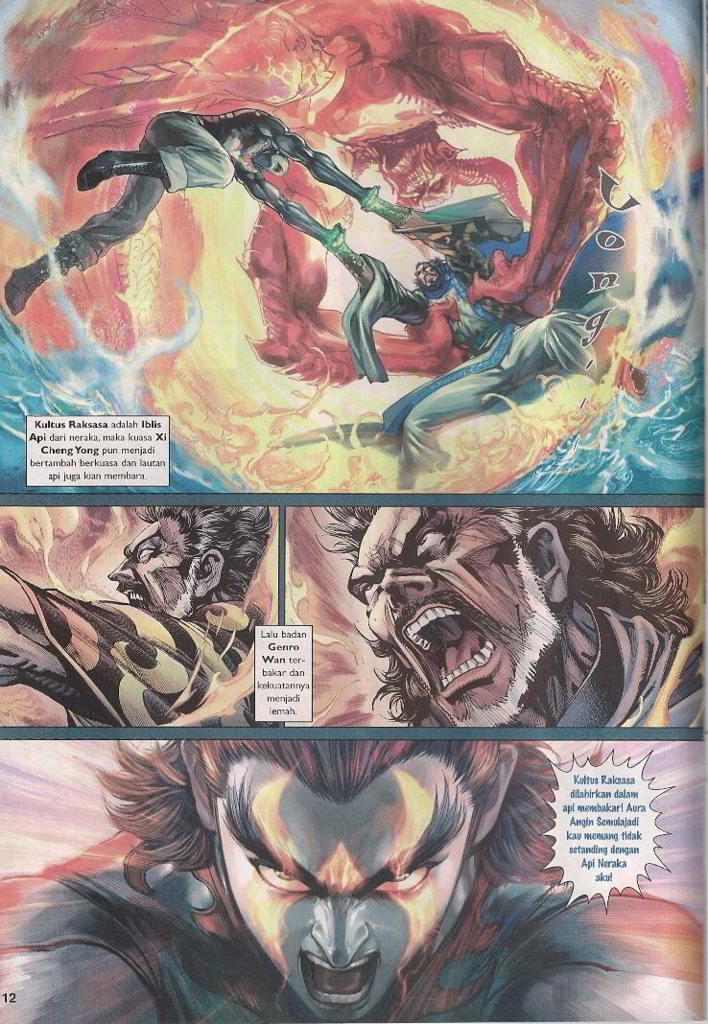 Jong!
Kultus Raksasa adalah Iblis
Api dari neraka, maka kuasa Xi
Cheng Yong pun menjadi
bertambah berkuasa dan lautan
api juga kian membara.
Lalu badan
Genro
Wan ter-
bakar dan
kekuatannya
menjadi
lemah.
Kultus Raksasa
dilahirkan dalam
api membakar! Aura
Angin Semulajadi
kau memang tidak
setanding dengan
Api Neraka
aku!
12